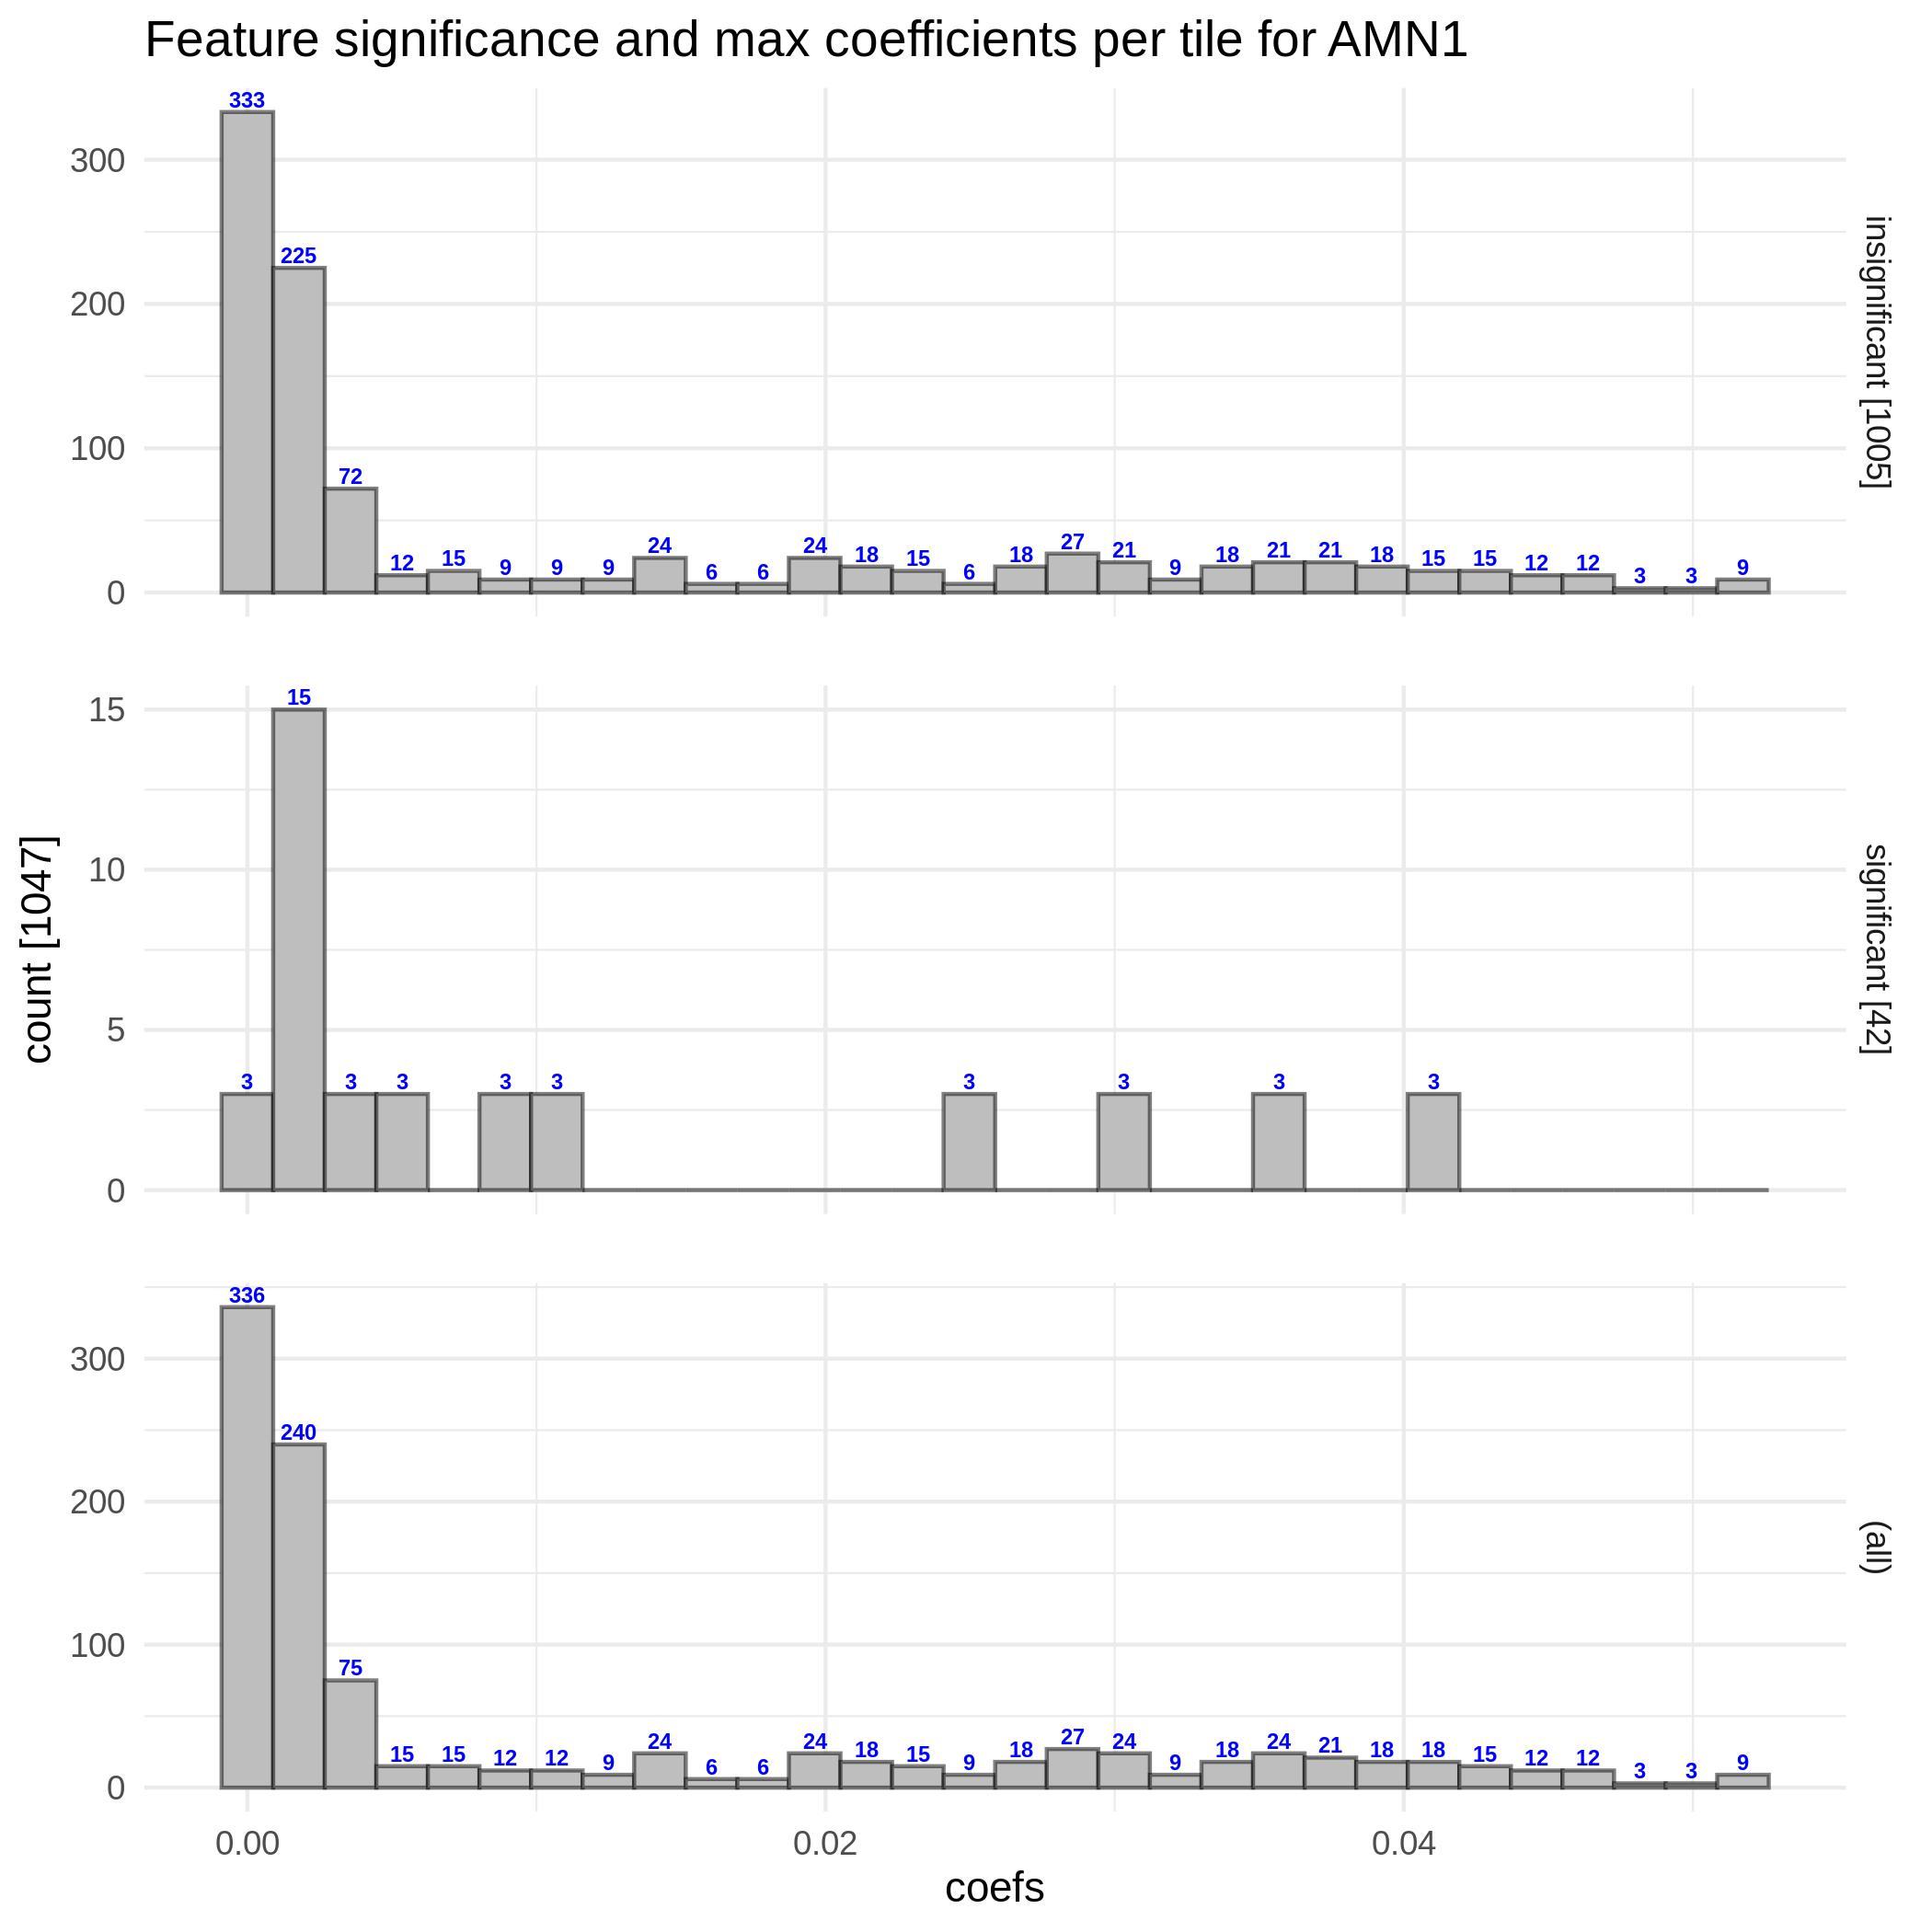 Feature significance and max coefficients per tile for AMN1
333
300
225
200
insignificant [1005]
100
72
12 15 9 9 9 24 6 6 24 18 15 6 18 27 21 9 18 21 21 18 15 15 12 12 3 3 9
0
15
15
count [1047]
10
significant [42]
5
3 3 3 3 3 3 3 3 3
0
336
300
240
200
(all)
100
75
15 15 12 12 9 24 6 6 24 18 15 9 18 27 24 9 18 24 21 18 18 15 12 12 3 3 9
0
0.00 0.02 0.04
coefs